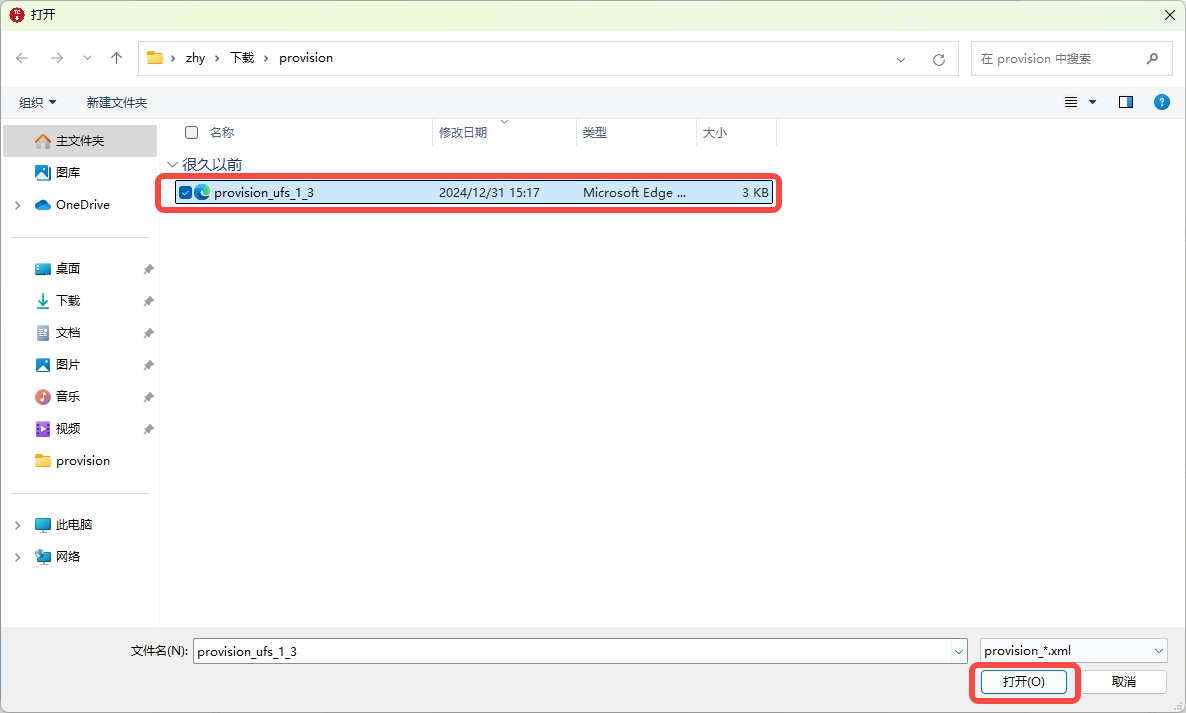 打开
zhy › 下载 › provision
在 provision 中搜索
组织
新建文件夹
名称 修改日期 类型 大小
主文件夹
图库
OneDrive
桌面
下载
文档
图片
音乐
视频
provision
此电脑
网络
很久以前
provision_ufs_1_3 2024/12/31 15:17 Microsoft Edge ... 3 KB
文件名(N): provision_ufs_1_3 provision_*.xml
打开(O) 取消